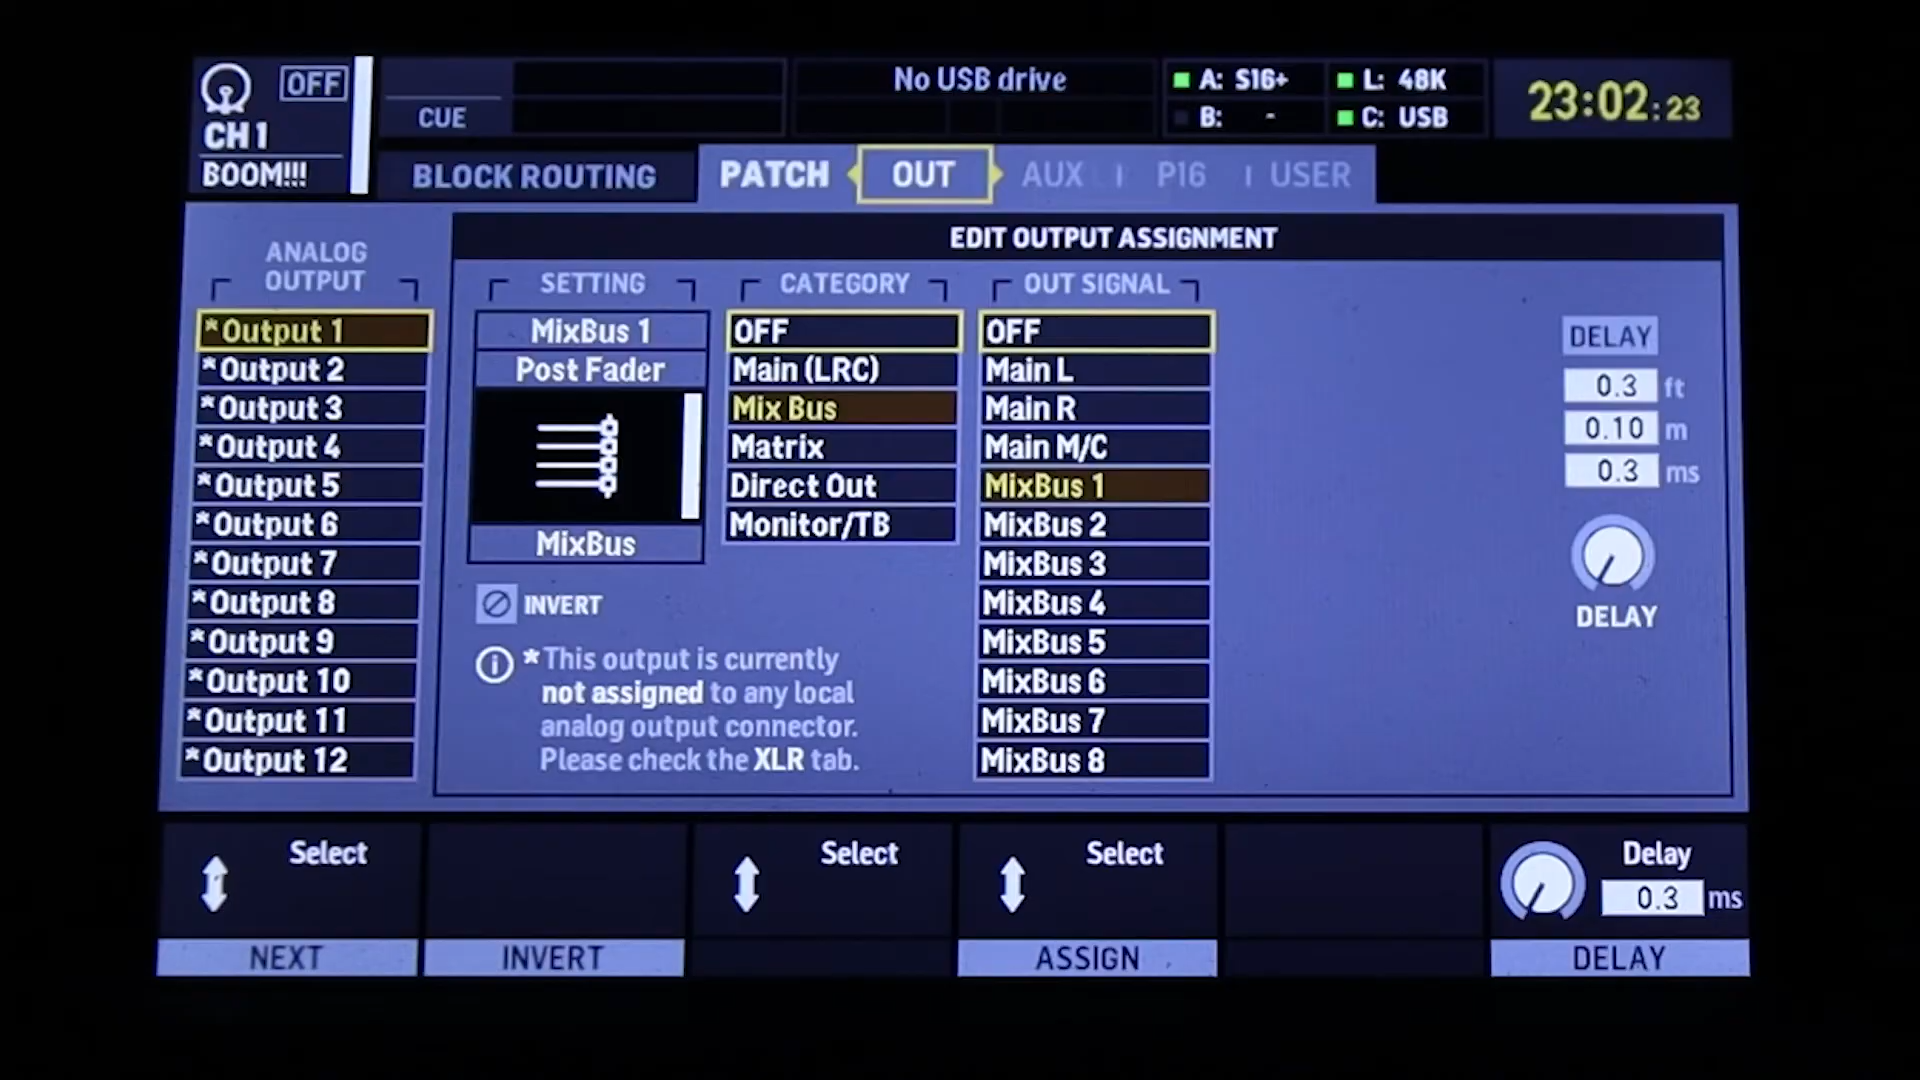 OFF
CH 1
BOOM!!!
CUE
No USB drive
A: S16+
L: 48K
B: -
C: USB
23:02:23
BLOCK ROUTING
PATCH
OUT
AUX
P16
USER
ANALOG
OUTPUT
*Output 1
*Output 2
*Output 3
*Output 4
*Output 5
*Output 6
*Output 7
*Output 8
*Output 9
*Output 10
*Output 11
*Output 12
EDIT OUTPUT ASSIGNMENT
SETTING
MixBus 1
Post Fader
MixBus
INVERT
*This output is currently
not assigned to any local
analog output connector.
Please check the XLR tab.
CATEGORY
OFF
Main (LRC)
Mix Bus
Matrix
Direct Out
Monitor/TB
OUT SIGNAL
OFF
Main L
Main R
Main M/C
MixBus 1
MixBus 2
MixBus 3
MixBus 4
MixBus 5
MixBus 6
MixBus 7
MixBus 8
DELAY
0.3 ft
0.10 m
0.3 ms
DELAY
Select
NEXT
INVERT
Select
Select
ASSIGN
Delay
0.3 ms
DELAY